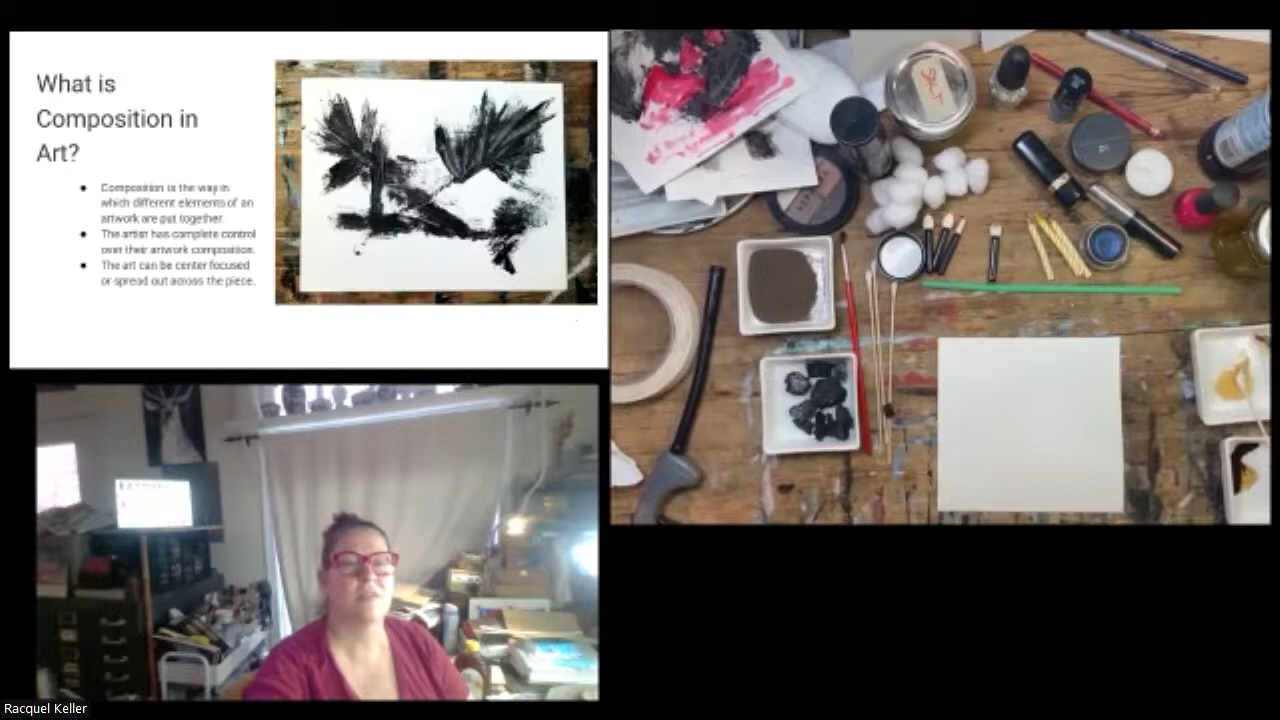 What is
Composition in
Art?
● Composition is the way in
which different elements of an
artwork are put together.
● The artist has complete control
over their artwork composition.
● The art can be center focused
or spread out across the piece.
SALT
Racquel Keller